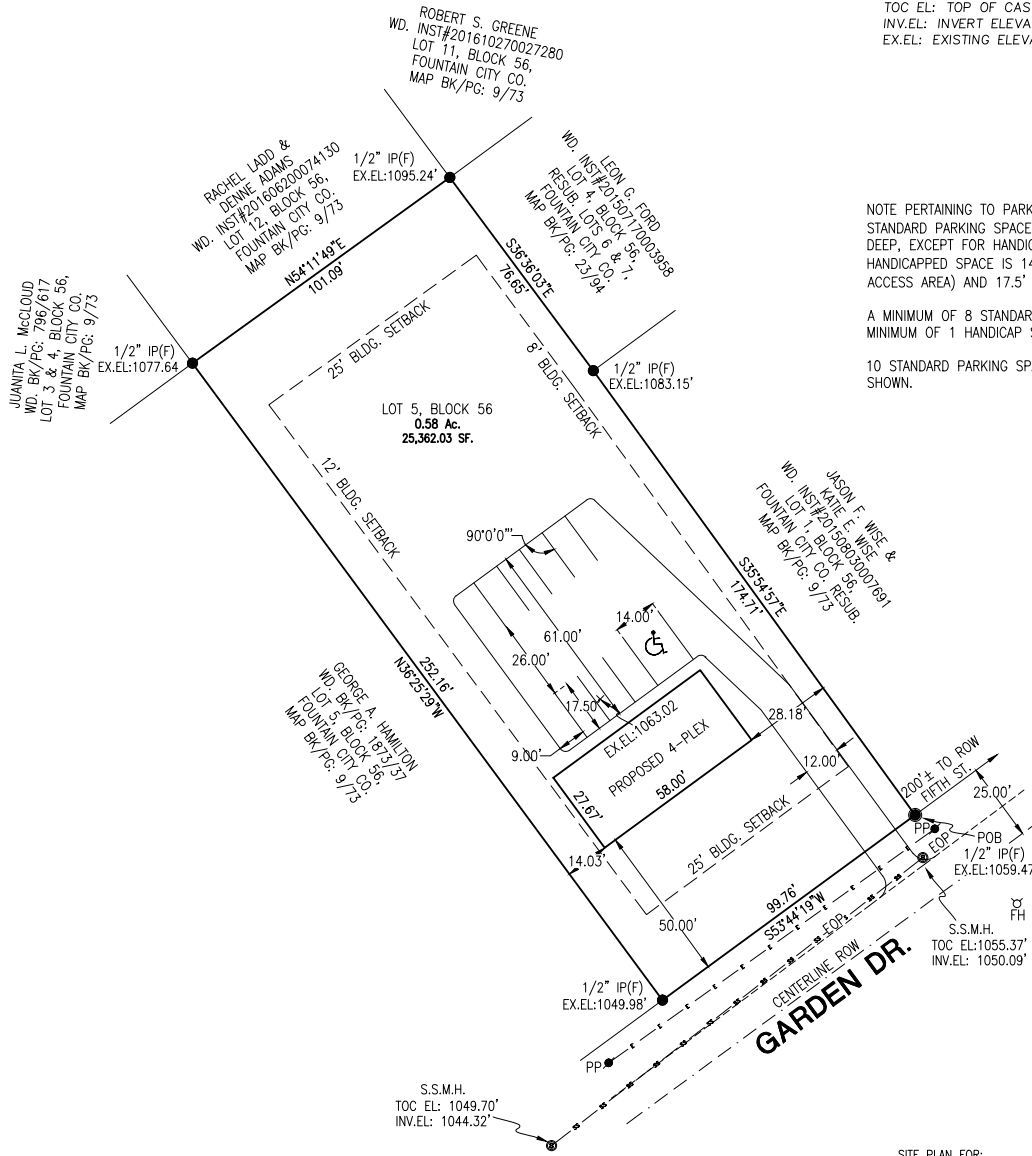 TOC EL: TOP OF CAS
INV.EL: INVERT ELEVA
EX.EL: EXISTING ELEV
ROBERT S. GREENE
WD. INST#201610270027280
LOT 11, BLOCK 56,
FOUNTAIN CITY CO.
MAP BK/PG: 9/73
RACHEL LADD &
DENNE ADAMS
WD. INST#201606200074130
LOT 12, BLOCK 56,
FOUNTAIN CITY CO.
MAP BK/PG: 9/73
1/2" IP(F)
EX.EL:1095.24'
LEON G. FORD
WD. INST#201507170003958
LOT 4, BLOCK 56,
RESUB. LOTS 6 & 7,
FOUNTAIN CITY CO.
MAP BK/PG: 23/94
NOTE PERTAINING TO PARK
STANDARD PARKING SPACE
DEEP, EXCEPT FOR HANDIC
HANDICAPPED SPACE IS 14
ACCESS AREA) AND 17.5'
A MINIMUM OF 8 STANDAR
MINIMUM OF 1 HANDICAP
10 STANDARD PARKING SP
SHOWN.
N54°11'49"E
101.09'
S36°36'03"E
76.65'
JUANITA L. McCLOUD
WD. BK/PG: 796/617
LOT 3 & 4, BLOCK 56,
FOUNTAIN CITY CO.
MAP BK/PG: 9/73
1/2" IP(F)
EX.EL:1077.64
25' BLDG. SETBACK
8' BLDG. SETBACK
1/2" IP(F)
EX.EL:1083.15'
LOT 5, BLOCK 56
0.58 Ac.
25,362.03 SF.
12' BLDG. SETBACK
JASON F. WISE &
KATIE E. WISE
WD. INST#201508030007691
LOT 1, BLOCK 56,
FOUNTAIN CITY CO. RESUB.
MAP BK/PG: 9/73
90°0'0"'
S35°54'57"E
174.71'
14.00'
61.00'
26.00'
17.50'
9.00'
252.16'
N36°25'29"W
GEORGE A. HAMILTON
WD. BK/PG: 1873/37
LOT 5, BLOCK 56,
FOUNTAIN CITY CO.
MAP BK/PG: 9/73
EX.EL:1063.02
PROPOSED 4-PLEX
58.00'
27.67'
28.18'
12.00'
14.03'
25' BLDG. SETBACK
50.00'
200'± TO ROW
FIFTH ST.
25.00'
PP
EOP
POB
1/2" IP(F)
EX.EL:1059.47
FH
99.76'
S53°44'19"W
EOP
S.S.M.H.
TOC EL:1055.37'
INV.EL: 1050.09'
CENTERLINE ROW
GARDEN DR.
1/2" IP(F)
EX.EL:1049.98'
PP
S.S.M.H.
TOC EL: 1049.70'
INV.EL: 1044.32'
SITE PLAN FOR: